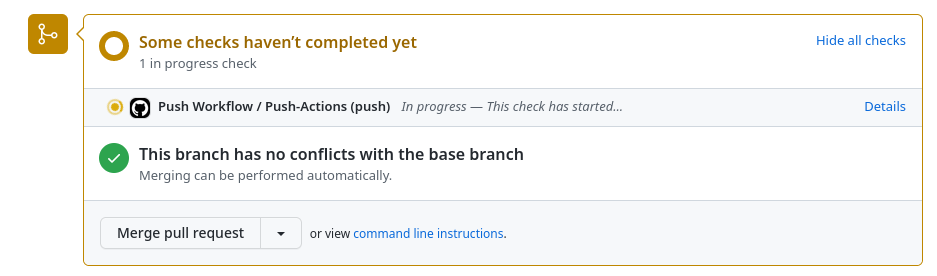 Some checks haven’t completed yet
Hide all checks
1 in progress check
Push Workflow / Push-Actions (push) In progress — This check has started...
Details
This branch has no conflicts with the base branch
Merging can be performed automatically.
Merge pull request
or view command line instructions.